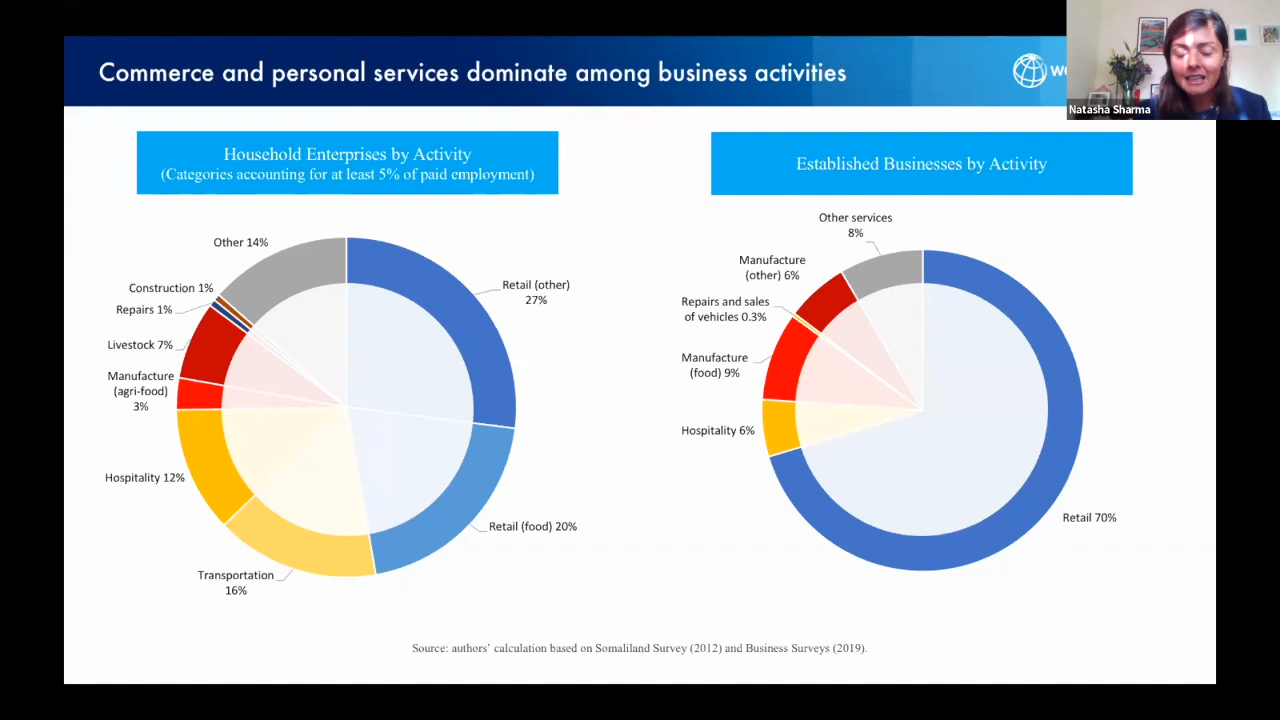 Commerce and personal services dominate among business activities
Natasha Sharma
Household Enterprises by Activity
(Categories accounting for at least 5% of paid employment)
Other 14%
Construction 1%
Repairs 1%
Livestock 7%
Manufacture
(agri-food)
3%
Hospitality 12%
Transportation
16%
Retail (other)
27%
Retail (food) 20%
Established Businesses by Activity
Other services
8%
Manufacture
(other) 6%
Repairs and sales
of vehicles 0.3%
Manufacture
(food) 9%
Hospitality 6%
Retail 70%
Source: authors’ calculation based on Somaliland Survey (2012) and Business Surveys (2019).